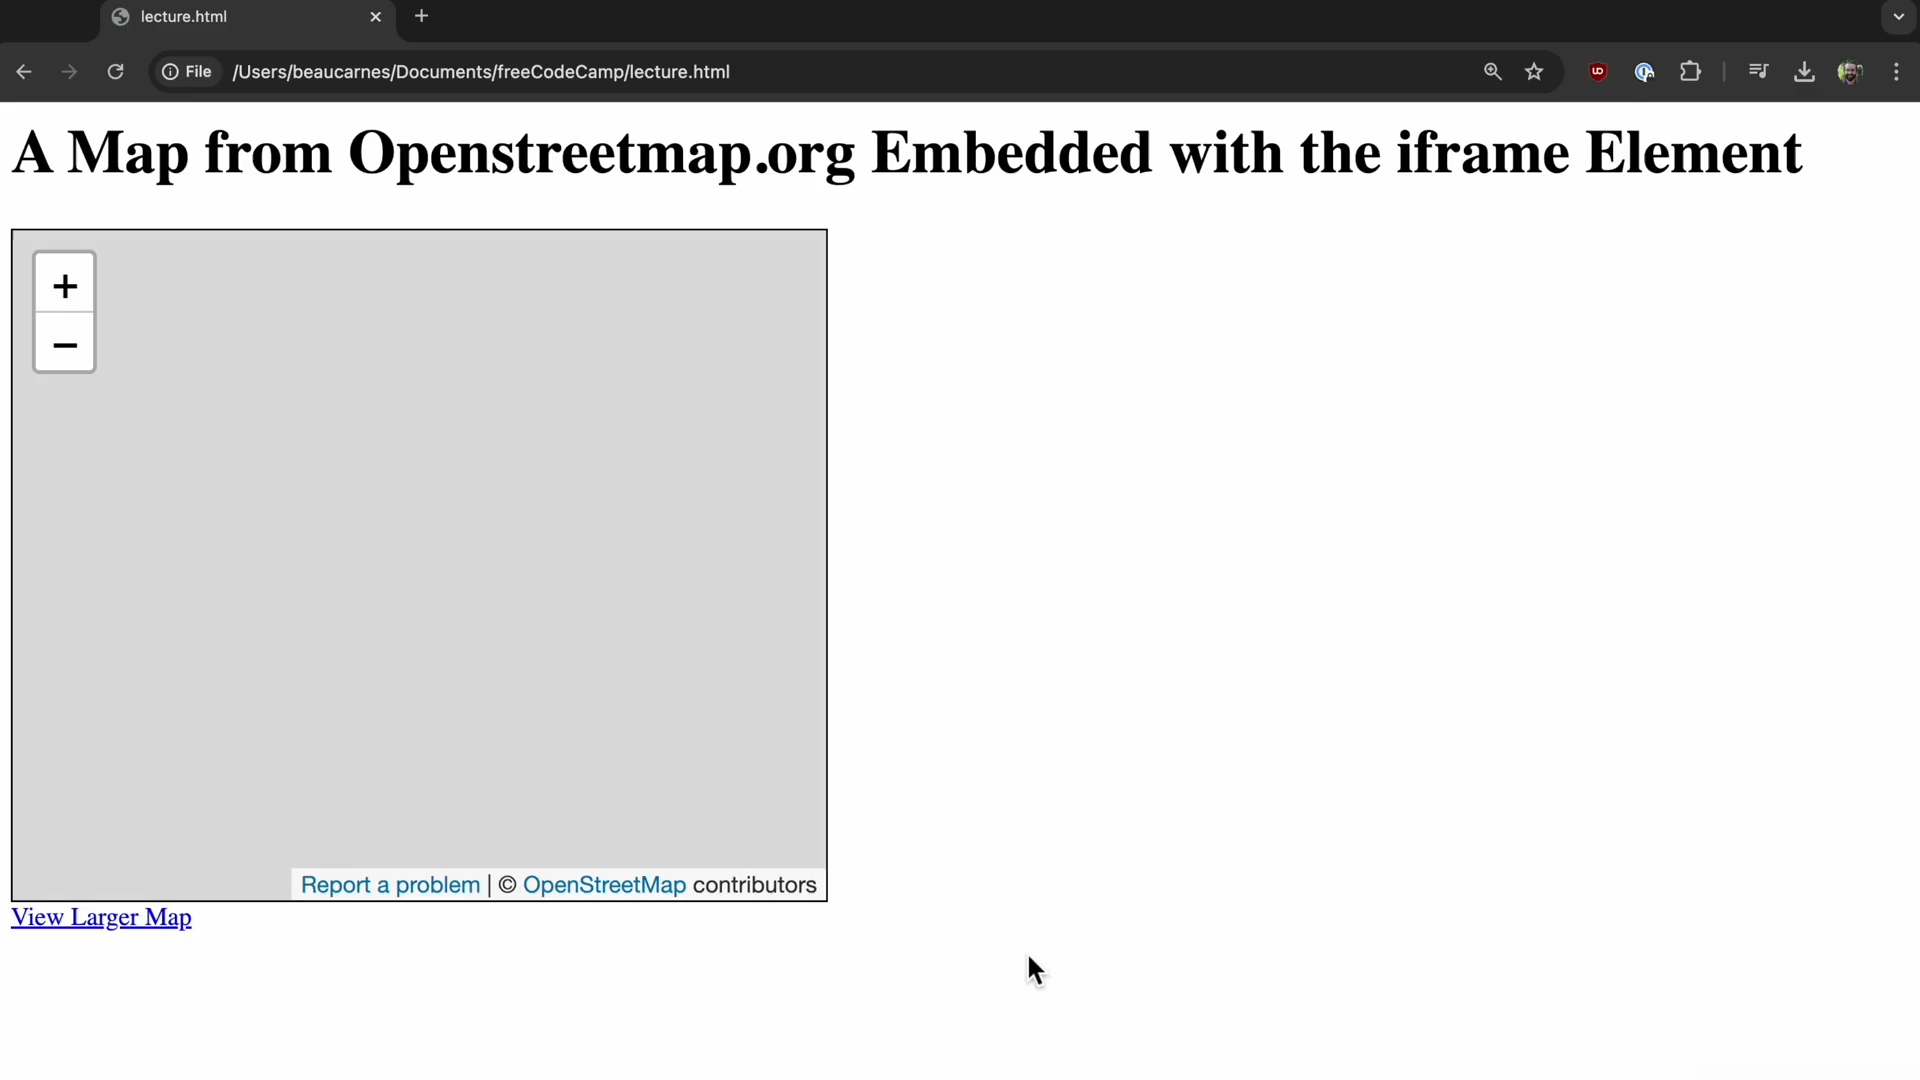 lecture.html
File /Users/beaucarnes/Documents/freeCodeCamp/lecture.html
A Map from Openstreetmap.org Embedded with the iframe Element
+
−
Report a problem | © OpenStreetMap contributors
View Larger Map